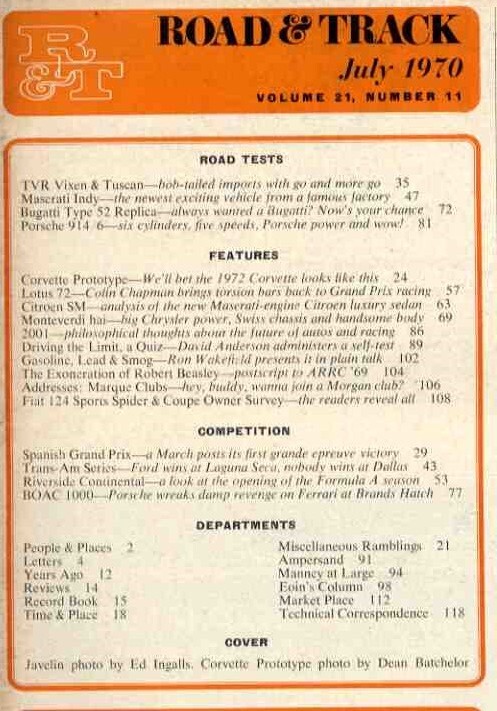 R&T
ROAD & TRACK
July 1970
VOLUME 21, NUMBER 11
ROAD TESTS
TVR Vixen & Tuscan—bob-tailed imports with go and more go 35
Maserati Indy—the newest exciting vehicle from a famous factory 47
Bugatti Type 52 Replica—always wanted a Bugatti? Now's your chance 72
Porsche 914/6—six cylinders, five speeds, Porsche power and wow! 81
FEATURES
Corvette Prototype—We'll bet the 1972 Corvette looks like this 24
Lotus 72—Colin Chapman brings torsion bars back to Grand Prix racing 57
Citroen SM—analysis of the new Maserati-engine Citroen luxury sedan 63
Monteverdi hai—big Chrysler power, Swiss chassis and handsome body 69
2001—philosophical thoughts about the future of autos and racing 86
Driving the Limit, a Quiz—David Anderson administers a self-test 89
Gasoline, Lead & Smog—Ron Wakefield presents it in plain talk 102
The Exoneration of Robert Beasley—postscript to ARRC '69 104
Addresses: Marque Clubs—hey, buddy, wanna join a Morgan club? 106
Fiat 124 Sports Spider & Coupe Owner Survey—the readers reveal all 108
COMPETITION
Spanish Grand Prix—a March posts its first grande epreuve victory 29
Trans-Am Series—Ford wins at Laguna Seca, nobody wins at Dallas 43
Riverside Continental—a look at the opening of the Formula A season 53
BOAC 1000—Porsche wreaks damp revenge on Ferrari at Brands Hatch 77
DEPARTMENTS
People & Places 2
Letters 4
Years Ago 12
Reviews 14
Record Book 15
Time & Place 18
Miscellaneous Ramblings 21
Ampersand 91
Manney at Large 94
Eoin's Column 98
Market Place 112
Technical Correspondence 118
COVER
Javelin photo by Ed Ingalls. Corvette Prototype photo by Dean Batchelor